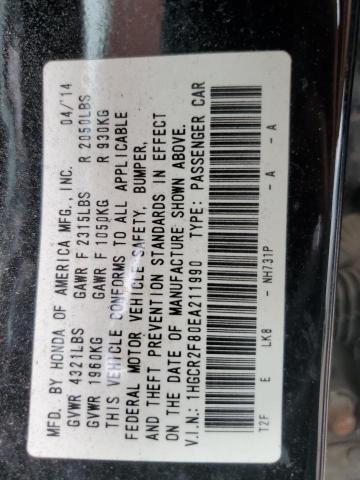 MFD. BY HONDA OF AMERICA MFG., INC. 04/14
GVWR 4321LBS GAWR F 2315LBS R 2050LBS
GVWR 1960KG GAWR F 1050KG R 930KG
THIS VEHICLE CONFORMS TO ALL APPLICABLE
FEDERAL MOTOR VEHICLE SAFETY, BUMPER,
AND THEFT PREVENTION STANDARDS IN EFFECT
ON THE DATE OF MANUFACTURE SHOWN ABOVE.
V.I.N.: 1HGCR2F80EA211990 TYPE: PASSENGER CAR
T2F E LK8 - NH731P - A - A